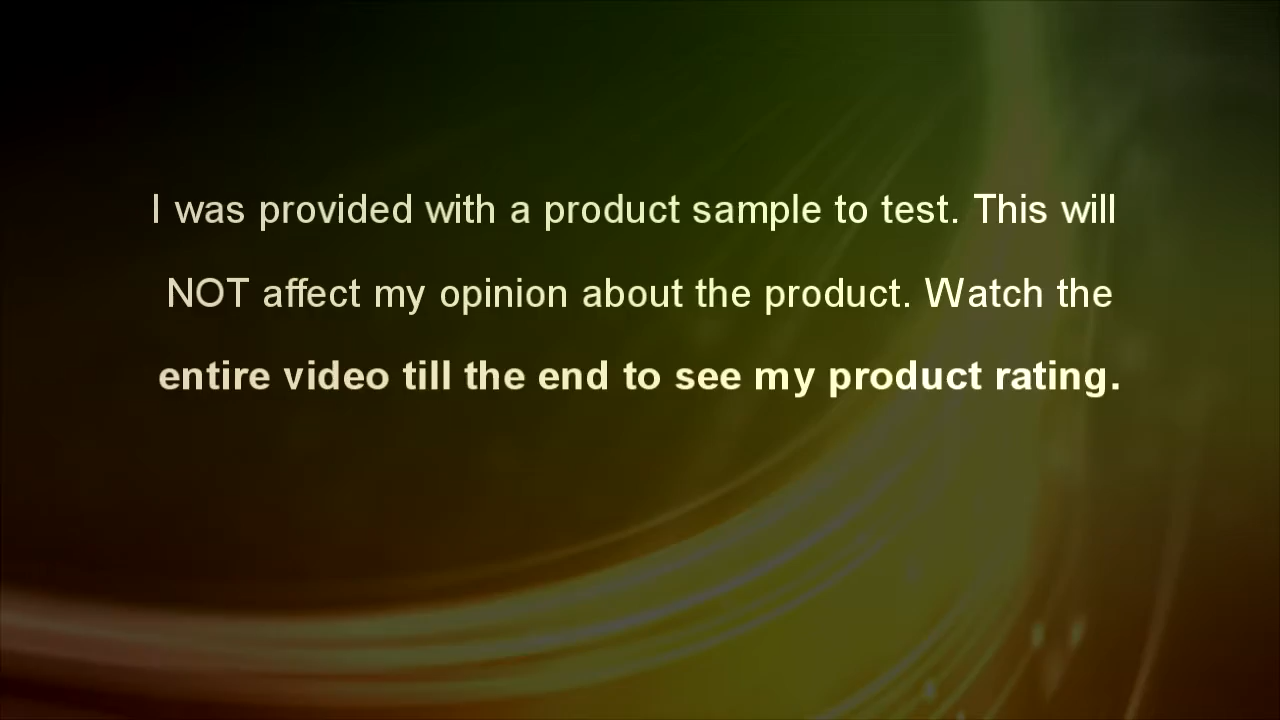 I was provided with a product sample to test. This will
NOT affect my opinion about the product. Watch the
entire video till the end to see my product rating.